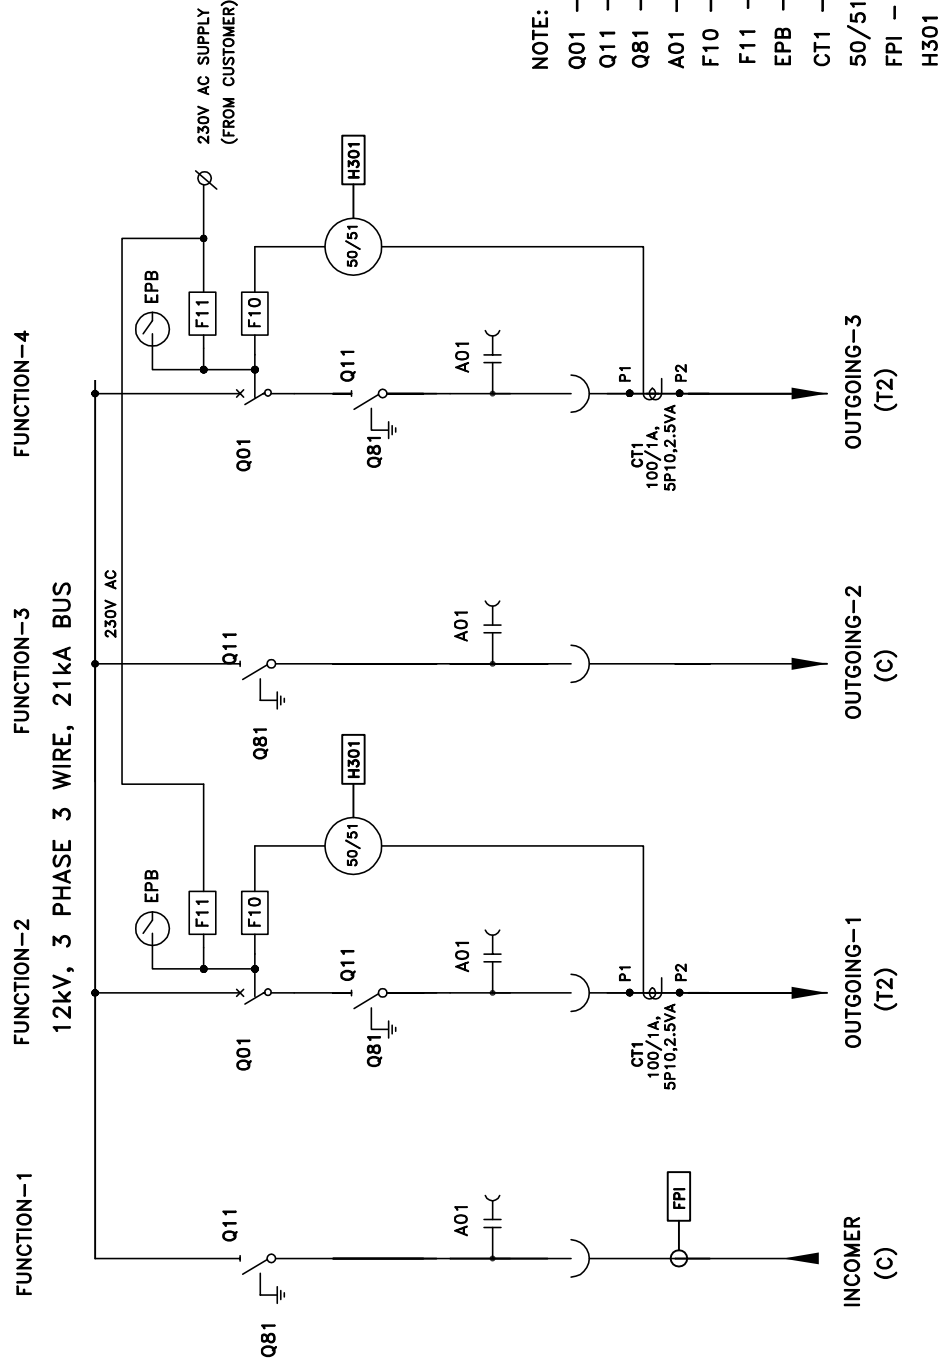 FUNCTION-1
FUNCTION-2
FUNCTION-3
FUNCTION-4
12kV, 3 PHASE 3 WIRE, 21kA BUS
230V AC
230V AC SUPPLY
(FROM CUSTOMER)
Q11
Q81
A01
FPI
INCOMER
(C)
EPB
F11
F10
Q01
Q11
Q81
50/51
H301
A01
P1
P2
CT1
100/1A,
5P10,2.5VA
OUTGOING-1
(T2)
Q11
Q81
A01
OUTGOING-2
(C)
EPB
F11
F10
Q01
Q11
Q81
50/51
H301
A01
P1
P2
CT1
100/1A,
5P10,2.5VA
OUTGOING-3
(T2)
NOTE:
Q01 -
Q11 -
Q81 -
A01 -
F10 -
F11 -
EPB -
CT1 -
50/51
FPI -
H301